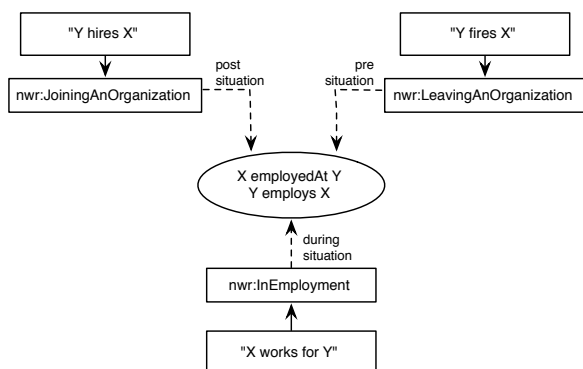 "Y hires X"
"Y fires X"
nwr:JoiningAnOrganization
post
situation
pre
situation
nwr:LeavingAnOrganization
X employedAt Y
Y employs X
during
situation
nwr:InEmployment
"X works for Y"